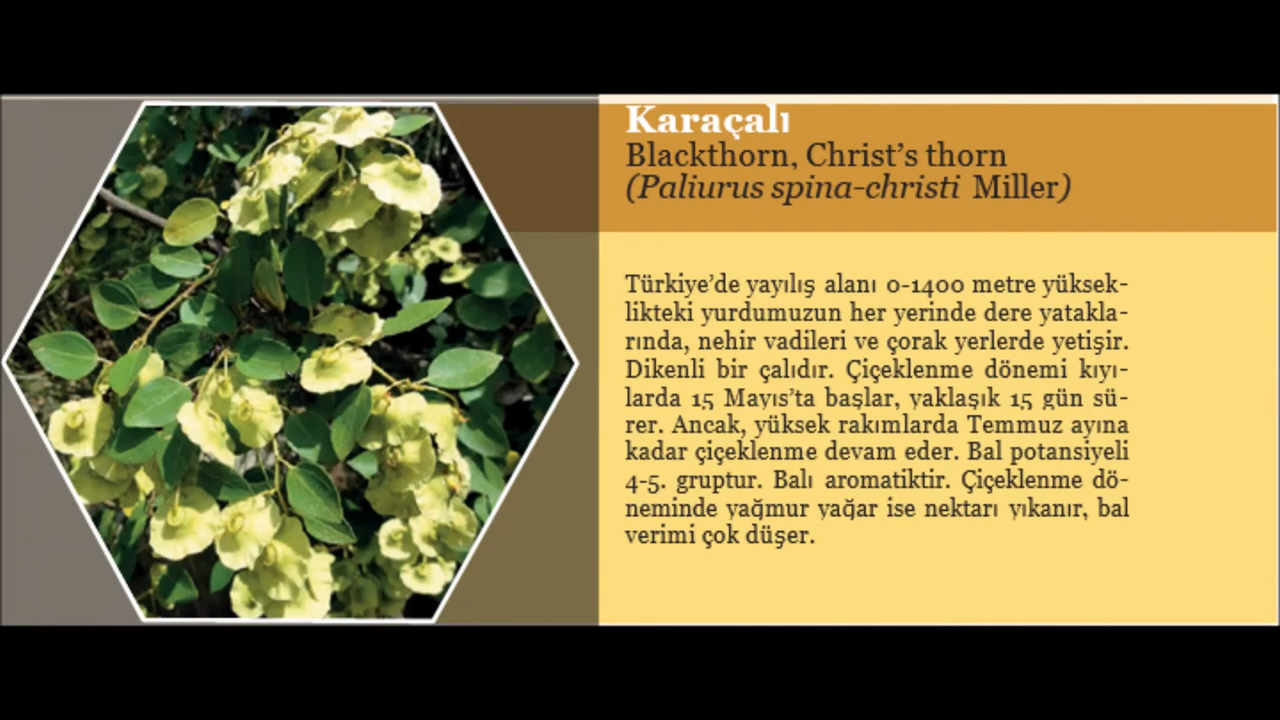 Karaçalı
Blackthorn, Christ's thorn
(Paliurus spina-christi Miller)
Türkiye'de yayılış alanı 0-1400 metre yüksek-
likteki yurdumuzun her yerinde dere yatakla-
rında, nehir vadileri ve çorak yerlerde yetişir.
Dikenli bir çalıdır. Çiçeklenme dönemi kıyı-
larda 15 Mayıs'ta başlar, yaklaşık 15 gün sü-
rer. Ancak, yüksek rakımlarda Temmuz ayına
kadar çiçeklenme devam eder. Bal potansiyeli
4-5. gruptur. Balı aromatiktir. Çiçeklenme dö-
neminde yağmur yağar ise nektarı yıkanır, bal
verimi çok düşer.